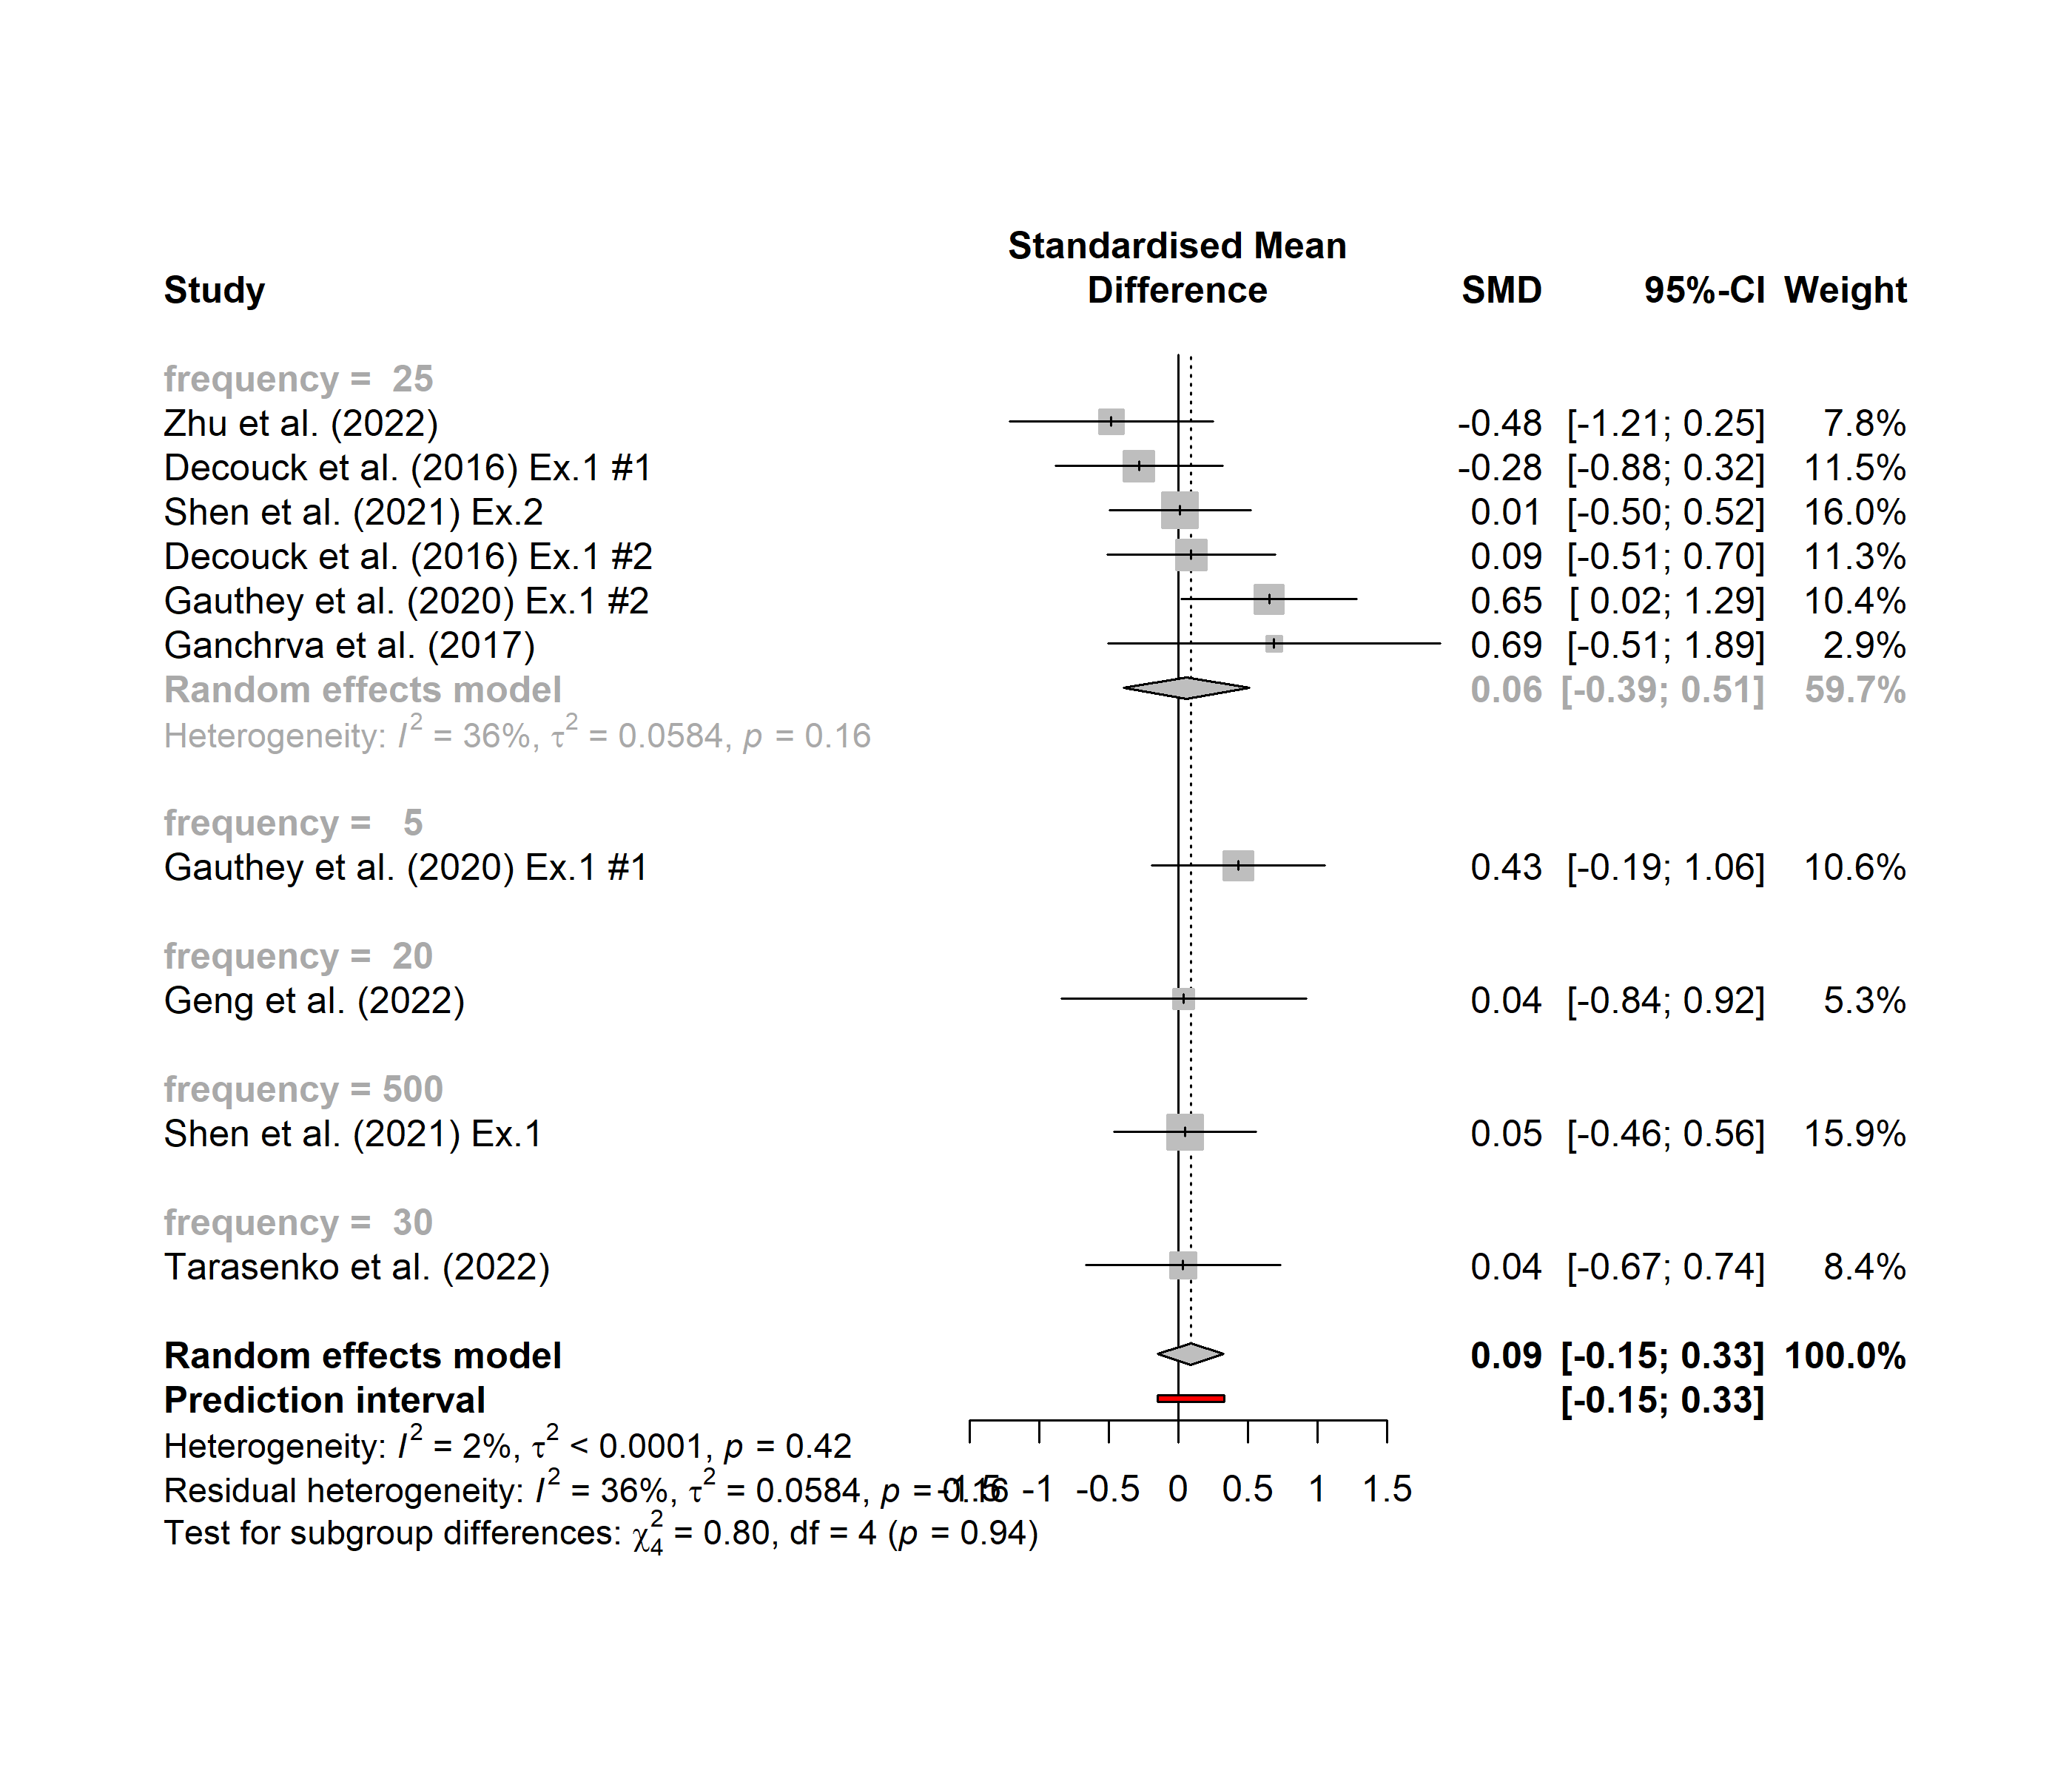 Standardised Mean
Study Difference SMD 95%-CI Weight
frequency = 25
Zhu et al. (2022) -0.48 [-1.21; 0.25] 7.8%
Decouck et al. (2016) Ex.1 #1 -0.28 [-0.88; 0.32] 11.5%
Shen et al. (2021) Ex.2 0.01 [-0.50; 0.52] 16.0%
Decouck et al. (2016) Ex.1 #2 0.09 [-0.51; 0.70] 11.3%
Gauthey et al. (2020) Ex.1 #2 0.65 [ 0.02; 1.29] 10.4%
Ganchrva et al. (2017) 0.69 [-0.51; 1.89] 2.9%
Random effects model 0.06 [-0.39; 0.51] 59.7%
Heterogeneity: I² = 36%, τ² = 0.0584, p = 0.16
frequency = 5
Gauthey et al. (2020) Ex.1 #1 0.43 [-0.19; 1.06] 10.6%
frequency = 20
Geng et al. (2022) 0.04 [-0.84; 0.92] 5.3%
frequency = 500
Shen et al. (2021) Ex.1 0.05 [-0.46; 0.56] 15.9%
frequency = 30
Tarasenko et al. (2022) 0.04 [-0.67; 0.74] 8.4%
Random effects model 0.09 [-0.15; 0.33] 100.0%
Prediction interval [-0.15; 0.33]
Heterogeneity: I² = 2%, τ² < 0.0001, p = 0.42
Residual heterogeneity: I² = 36%, τ² = 0.0584, p = 0.16
-1.5 -1 -0.5 0 0.5 1 1.5
Test for subgroup differences: χ²₄ = 0.80, df = 4 (p = 0.94)